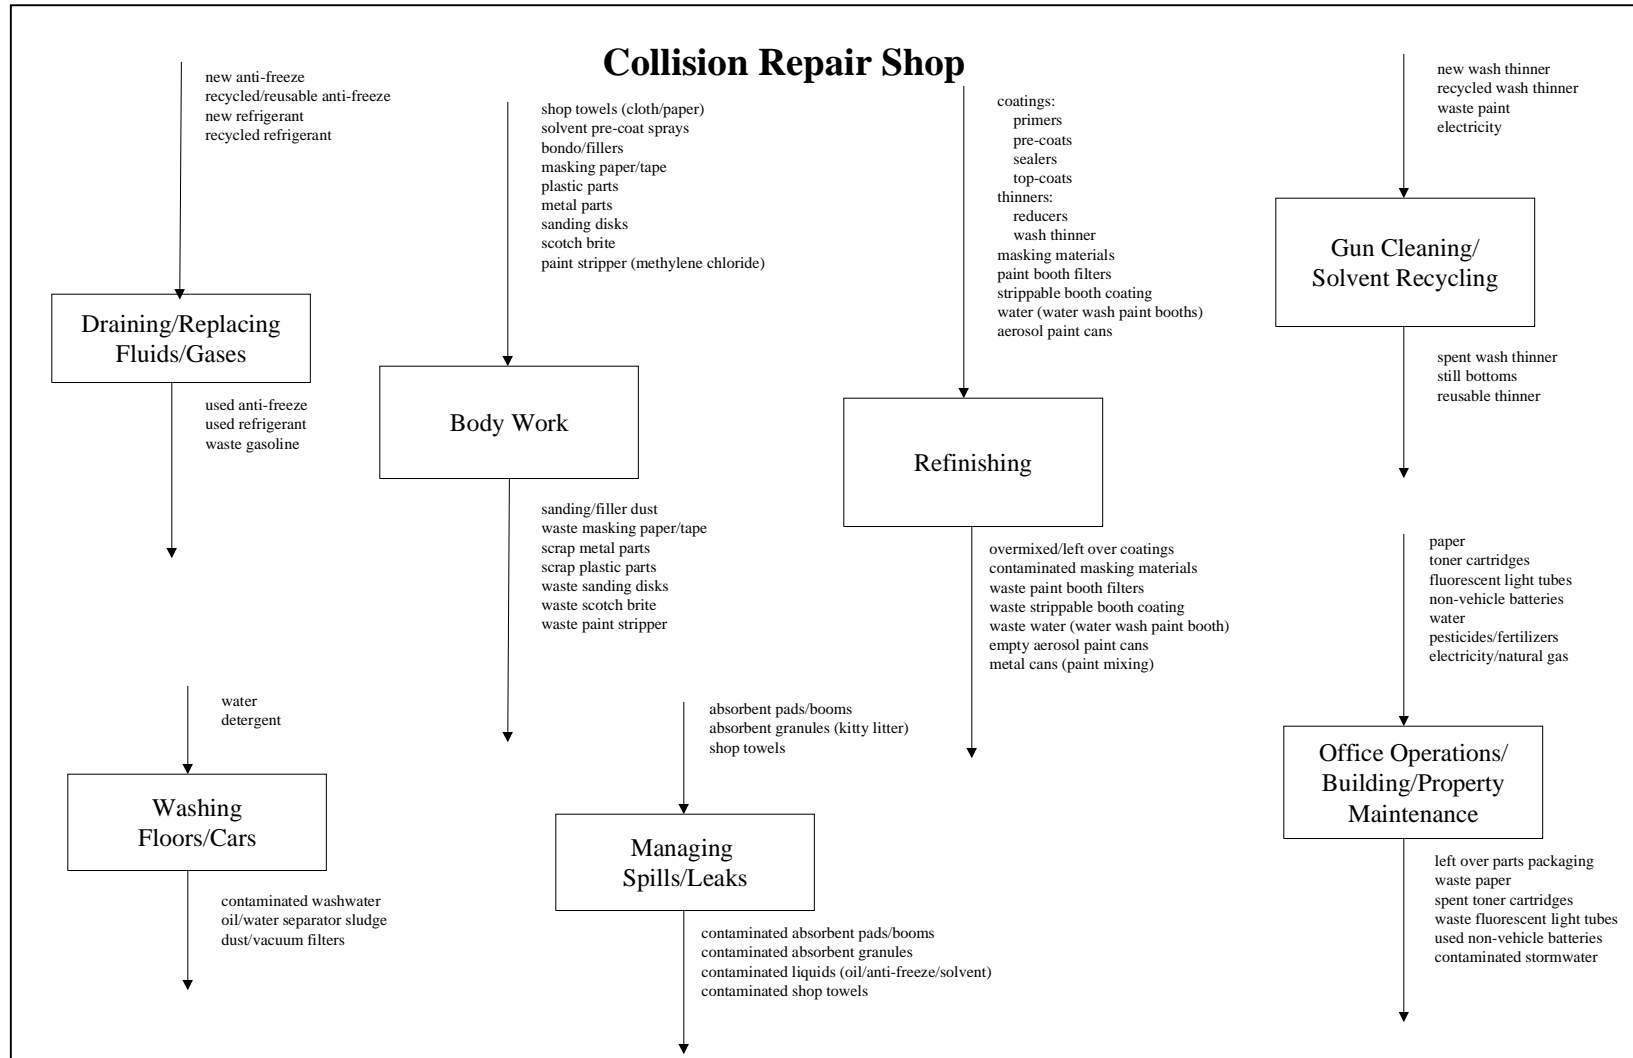 Collision Repair Shop
new anti-freeze
recycled/reusable anti-freeze
new refrigerant
recycled refrigerant
Draining/Replacing
Fluids/Gases
used anti-freeze
used refrigerant
waste gasoline
shop towels (cloth/paper)
solvent pre-coat sprays
bondo/fillers
masking paper/tape
plastic parts
metal parts
sanding disks
scotch brite
paint stripper (methylene chloride)
Body Work
sanding/filler dust
waste masking paper/tape
scrap metal parts
scrap plastic parts
waste sanding disks
waste scotch brite
waste paint stripper
coatings:
primers
pre-coats
sealers
top-coats
thinners:
reducers
wash thinner
masking materials
paint booth filters
strippable booth coating
water (water wash paint booths)
aerosol paint cans
Refinishing
overmixed/left over coatings
contaminated masking materials
waste paint booth filters
waste strippable booth coating
waste water (water wash paint booth)
empty aerosol paint cans
metal cans (paint mixing)
new wash thinner
recycled wash thinner
waste paint
electricity
Gun Cleaning/
Solvent Recycling
spent wash thinner
still bottoms
reusable thinner
water
detergent
Washing
Floors/Cars
contaminated washwater
oil/water separator sludge
dust/vacuum filters
absorbent pads/booms
absorbent granules (kitty litter)
shop towels
Managing
Spills/Leaks
contaminated absorbent pads/booms
contaminated absorbent granules
contaminated liquids (oil/anti-freeze/solvent)
contaminated shop towels
paper
toner cartridges
fluorescent light tubes
non-vehicle batteries
water
pesticides/fertilizers
electricity/natural gas
Office Operations/
Building/Property
Maintenance
left over parts packaging
waste paper
spent toner cartridges
waste fluorescent light tubes
used non-vehicle batteries
contaminated stormwater